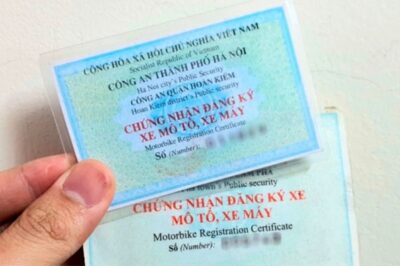 CỘNG HÒA XÃ HỘI CHỦ NGHĨA VIỆT NAM
Socialist Republic of Vietnam
CÔNG AN THÀNH PHỐ HÀ NỘI
Ha Noi city's Public Security
CÔNG AN QUẬN HOÀN KIẾM
Hoan Kiem district's Public security
CHỨNG NHẬN ĐĂNG KÝ
XE MÔ TÔ, XE MÁY
Motorbike Registration Certificate
Số (Number):
PHA
town's Public security
CHỨNG NHẬN ĐĂNG KÝ XE
MÔ TÔ, XE MÁY
Motorbike Registration Certificate
Số (Number):